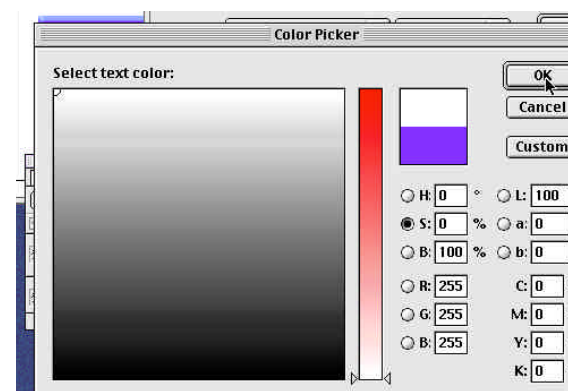 Color Picker
Select text color:
OK
Cancel
Custom
H: 0 ° L: 100
S: 0 % a: 0
B: 100 % b: 0
R: 255 C: 0
G: 255 M: 0
B: 255 Y: 0
K: 0